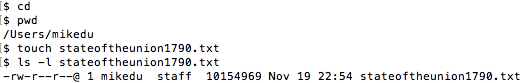 [$ cd
[$ pwd
/Users/mikedu
[$ touch stateoftheunion1790.txt
[$ ls -l stateoftheunion1790.txt
-rw-r--r--@ 1 mikedu  staff  10154969 Nov 19 22:54 stateoftheunion1790.txt